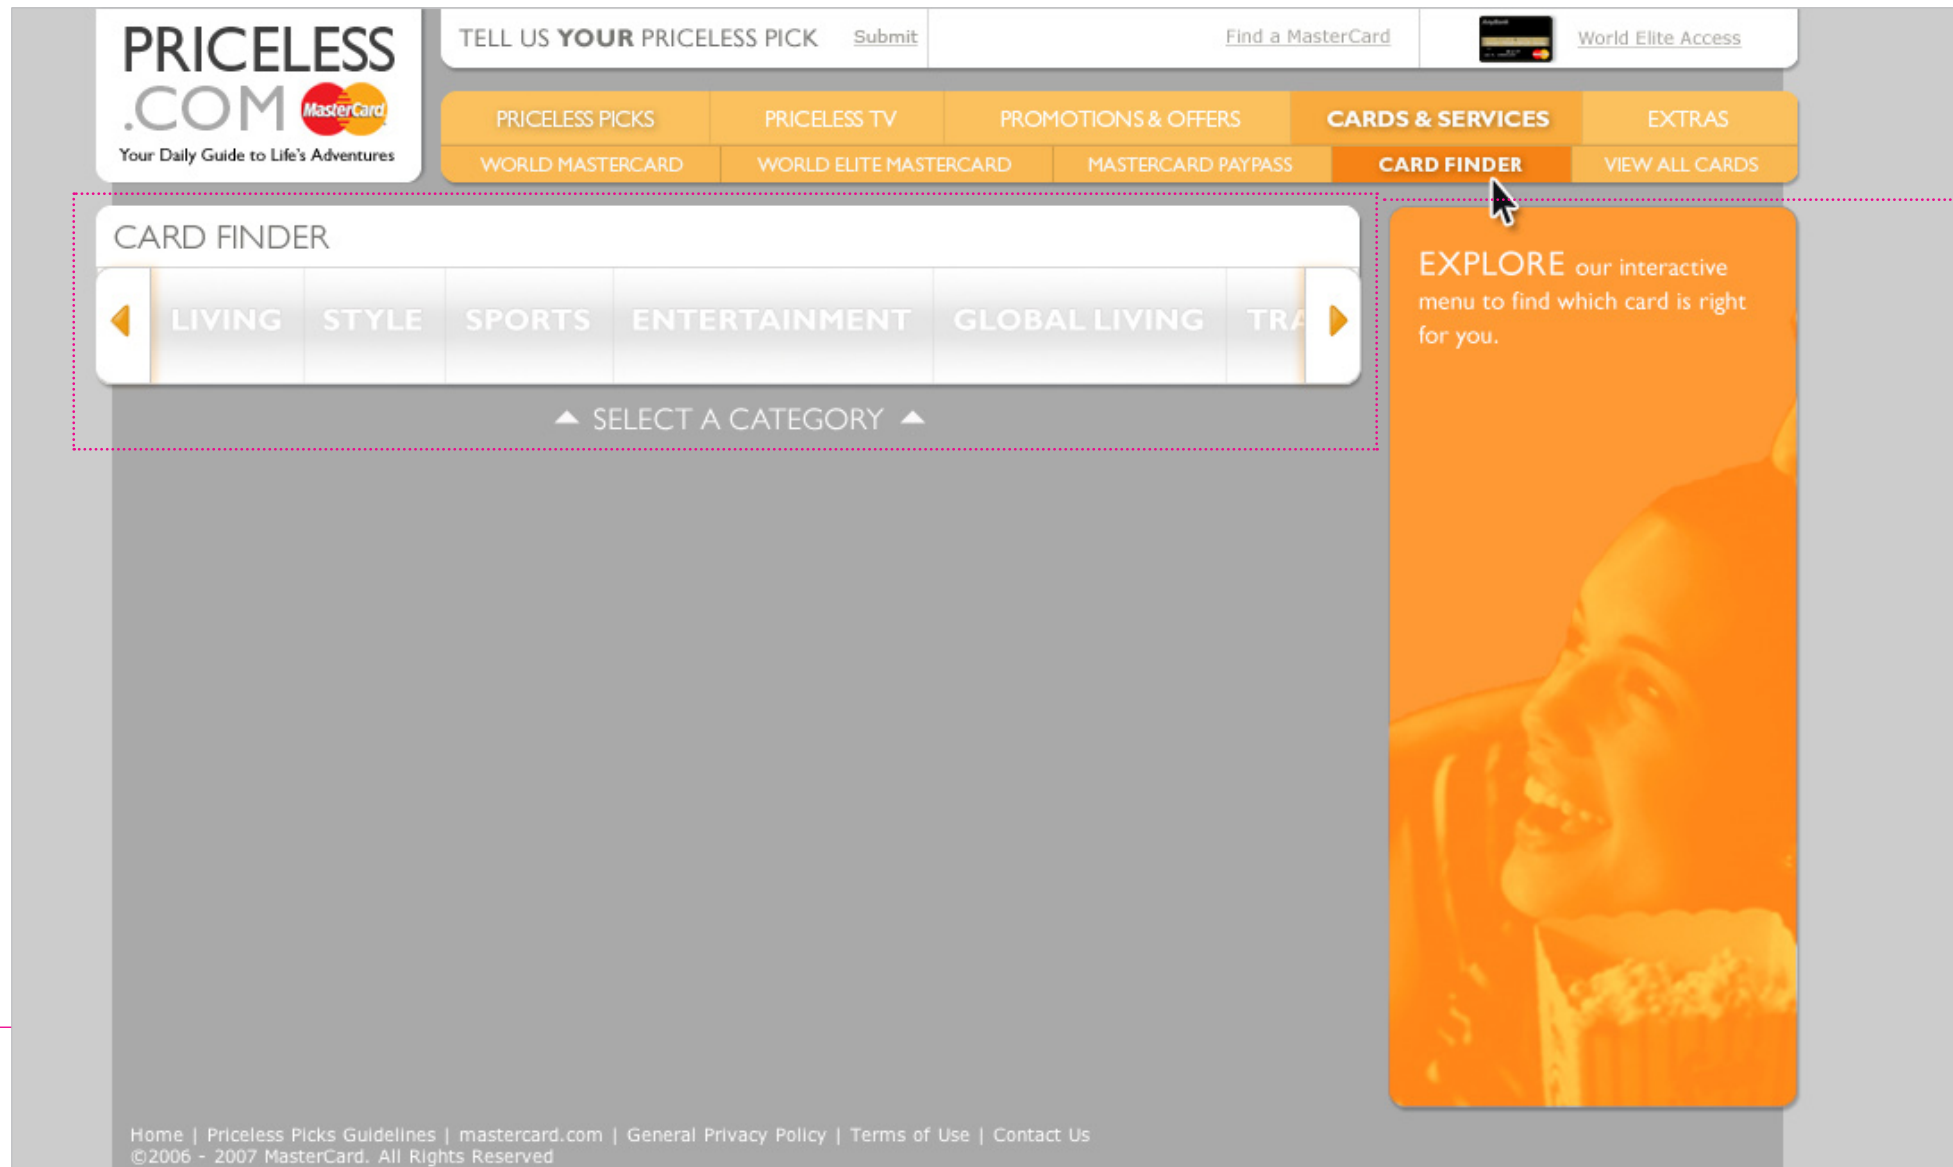 PRICELESS
.COM MasterCard
Your Daily Guide to Life's Adventures
TELL US YOUR PRICELESS PICK Submit
Find a MasterCard
World Elite Access
PRICELESS PICKS PRICELESS TV PROMOTIONS & OFFERS CARDS & SERVICES EXTRAS
WORLD MASTERCARD WORLD ELITE MASTERCARD MASTERCARD PAYPASS CARD FINDER VIEW ALL CARDS
CARD FINDER
LIVING STYLE SPORTS ENTERTAINMENT GLOBAL LIVING TRA
SELECT A CATEGORY
EXPLORE our interactive
menu to find which card is right
for you.
Home | Priceless Picks Guidelines | mastercard.com | General Privacy Policy | Terms of Use | Contact Us
©2006 - 2007 MasterCard. All Rights Reserved